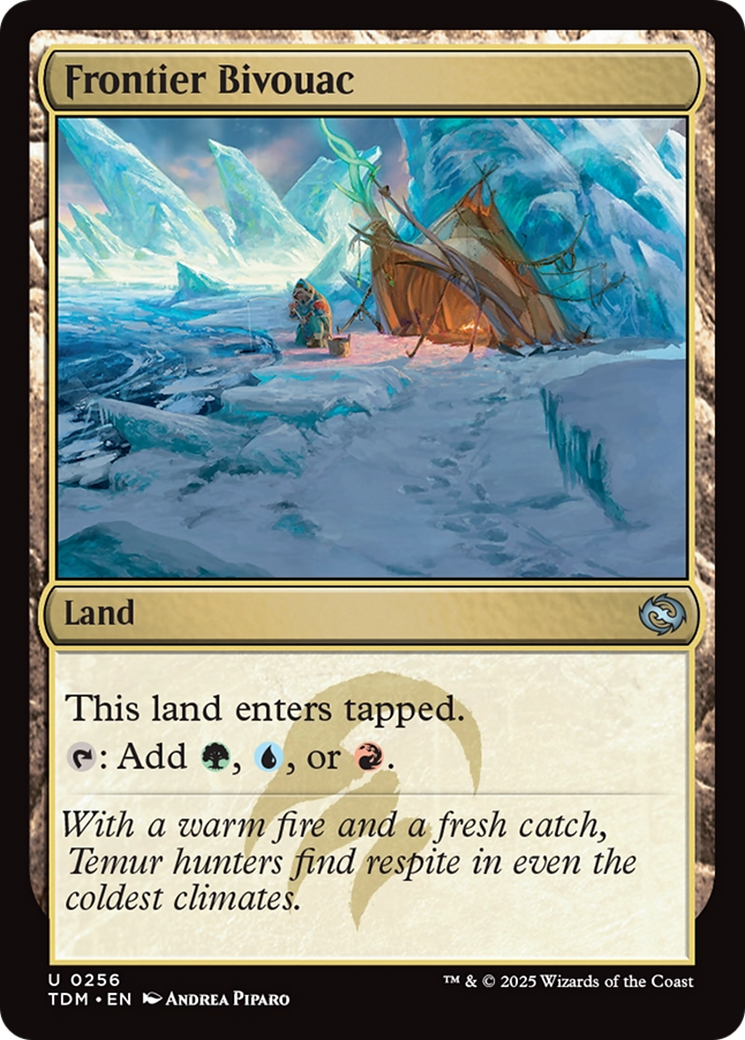 Frontier Bivouac
Land
This land enters tapped.
: Add , , or .
With a warm fire and a fresh catch,
Temur hunters find respite in even the
coldest climates.
U 0256
TDM • EN Andrea Piparo
™ & © 2025 Wizards of the Coast